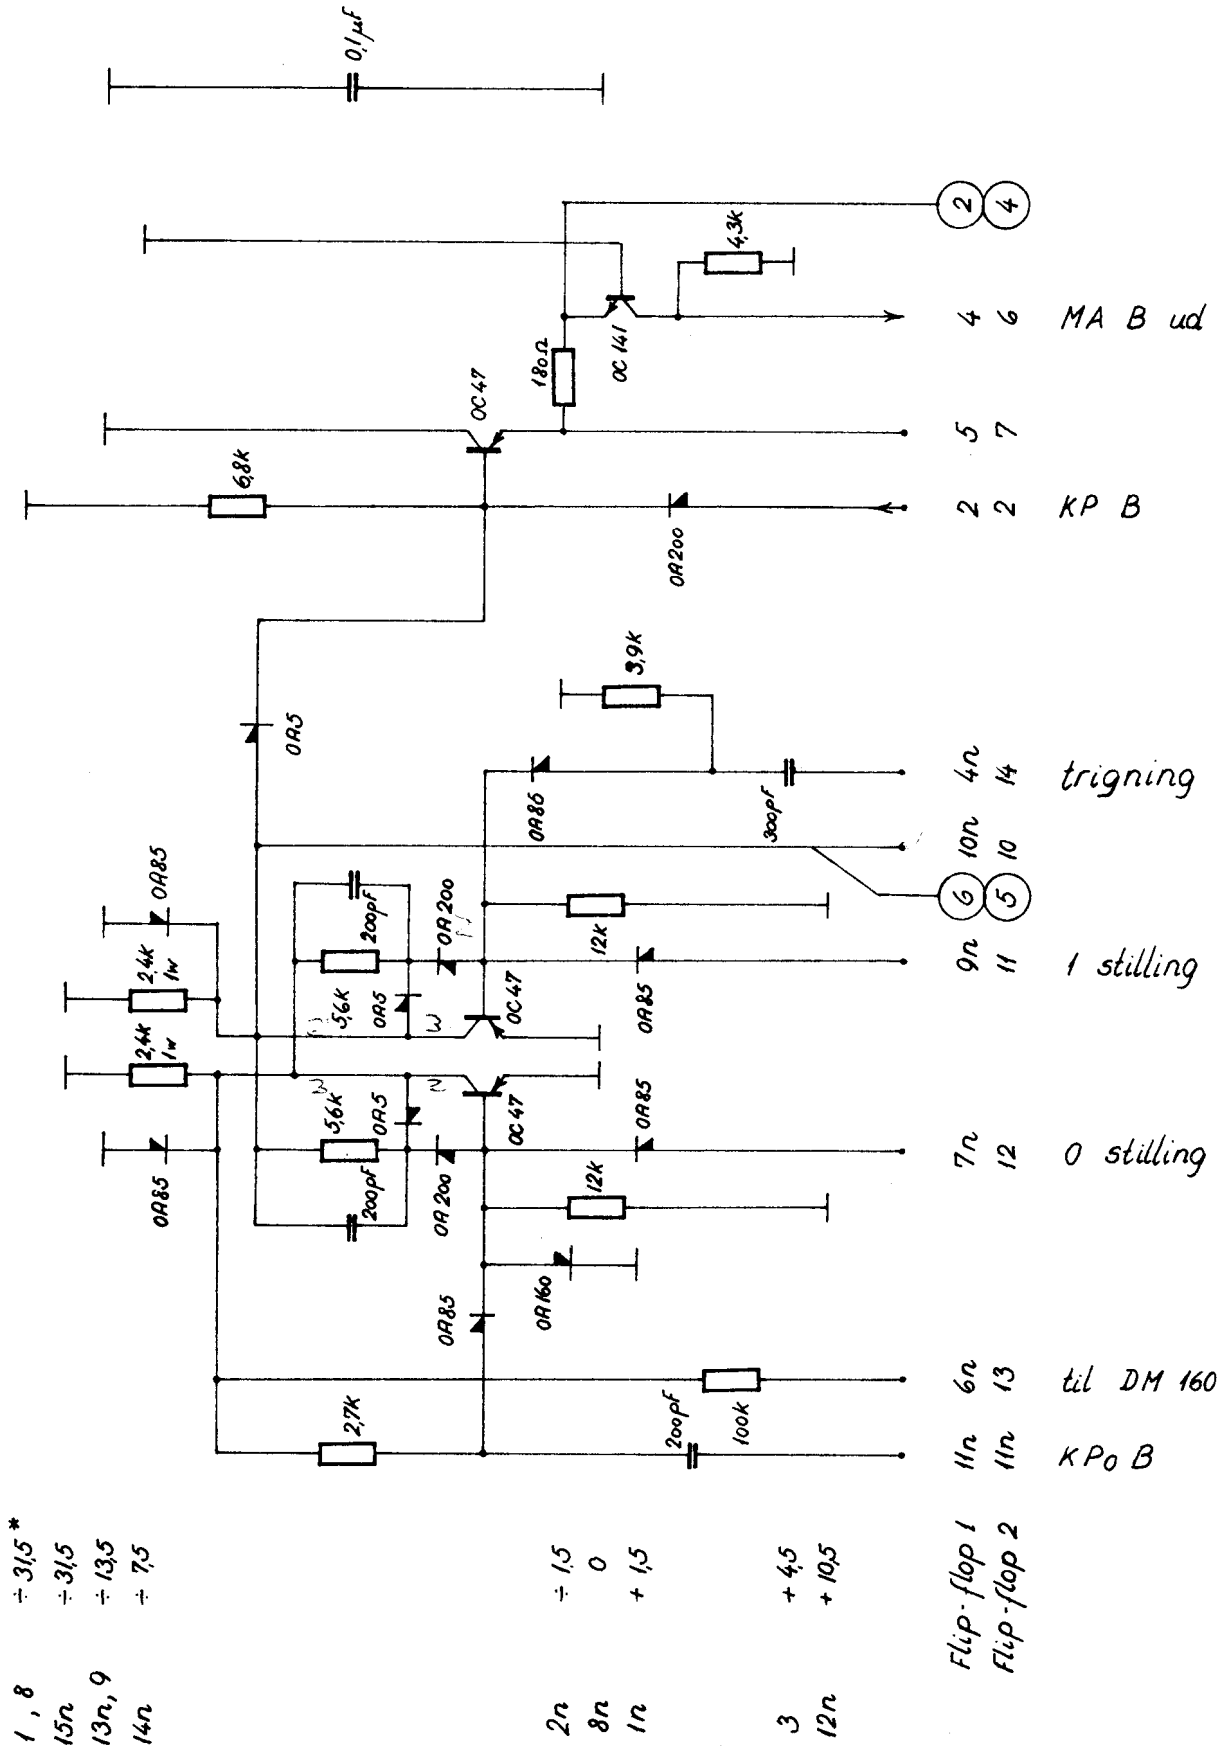 1, 8 ÷ 31,5 *
15n ÷ 31,5
13n, 9 ÷ 13,5
14n ÷ 7,5
2n ÷ 1,5
8n 0
1n + 1,5
3 + 4,5
12n + 10,5
0,1µF
6,8K
OC47
180Ω
OC 141
4,3K
OA200
OA85
2,4K
1w
2,4K
1w
OA85
OA5
200pF
5,6K
OA5
OA200
OC47
12K
OA85
OA85
3,9K
300pF
5,6K
OA5
200pF
OA200
OC47
12K
OA85
OA160
OA85
2,7K
200pF
100K
2
4
6
5
Flip-flop 1 11n 6n 7n 9n 10n 4n 2 5 4
Flip-flop 2 11n 13 12 11 10 14 2 7 6
KP₀ B
til DM 160
0 stilling
1 stilling
trigning
KP B
MA B ud